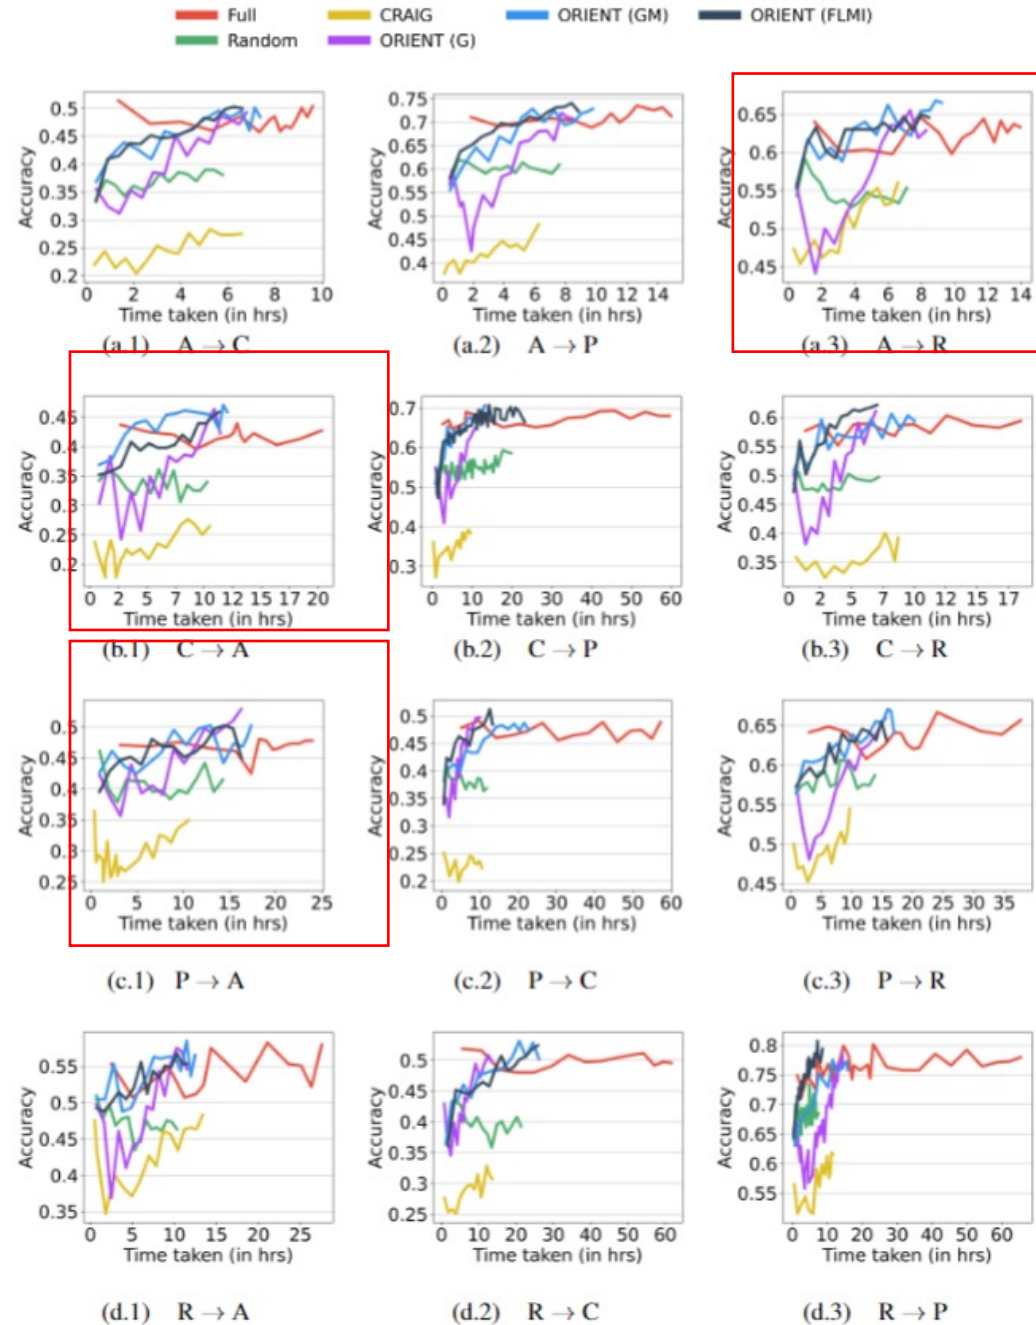 Full CRAIG ORIENT (GM) ORIENT (FLMI)
Random ORIENT (G)
0.5
0.45
0.4
0.35
0.3
0.25
0.2
Accuracy
0 2 4 6 8 10
Time taken (in hrs)
(a.1) A → C
0.75
0.7
0.65
0.6
0.55
0.5
0.45
0.4
Accuracy
0 2 4 6 8 10 12 14
Time taken (in hrs)
(a.2) A → P
0.65
0.6
0.55
0.5
0.45
Accuracy
0 2 4 6 8 10 12 14
Time taken (in hrs)
(a.3) A → R
0.45
0.4
0.35
0.3
0.25
0.2
Accuracy
0 2 5 7 10 12 15 17 20
Time taken (in hrs)
(b.1) C → A
0.7
0.6
0.5
0.4
0.3
Accuracy
0 10 20 30 40 50 60
Time taken (in hrs)
(b.2) C → P
0.6
0.55
0.5
0.45
0.4
0.35
Accuracy
0 2 5 7 10 12 15 17
Time taken (in hrs)
(b.3) C → R
0.5
0.45
0.4
0.35
0.3
0.25
Accuracy
0 5 10 15 20 25
Time taken (in hrs)
(c.1) P → A
0.5
0.45
0.4
0.35
0.3
0.25
0.2
Accuracy
0 10 20 30 40 50 60
Time taken (in hrs)
(c.2) P → C
0.65
0.6
0.55
0.5
0.45
Accuracy
0 5 10 15 20 25 30 35
Time taken (in hrs)
(c.3) P → R
0.55
0.5
0.45
0.4
0.35
Accuracy
0 5 10 15 20 25
Time taken (in hrs)
(d.1) R → A
0.5
0.45
0.4
0.35
0.3
0.25
Accuracy
0 10 20 30 40 50 60
Time taken (in hrs)
(d.2) R → C
0.8
0.75
0.7
0.65
0.6
0.55
Accuracy
0 10 20 30 40 50 60
Time taken (in hrs)
(d.3) R → P